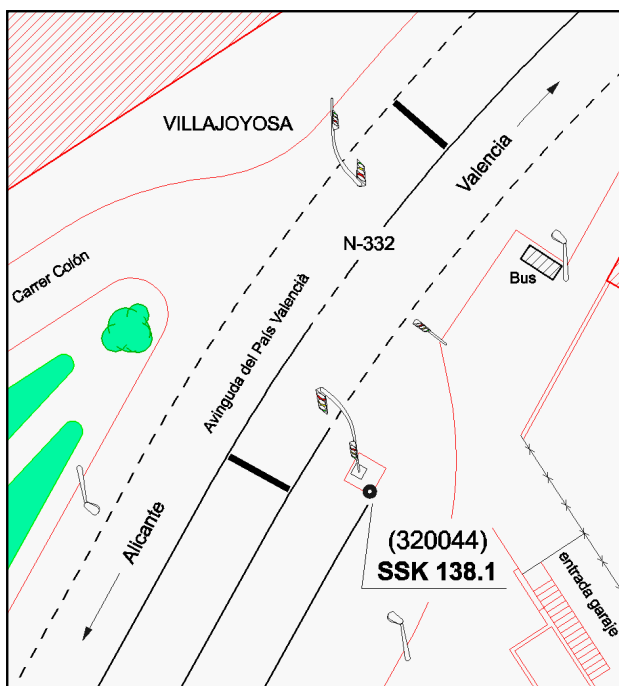 VILLAJOYOSA
Valencia
N-332
Carrer Colón
Bus
Avinguda del País Valencià
Alicante
(320044)
SSK 138.1
entrada garaje